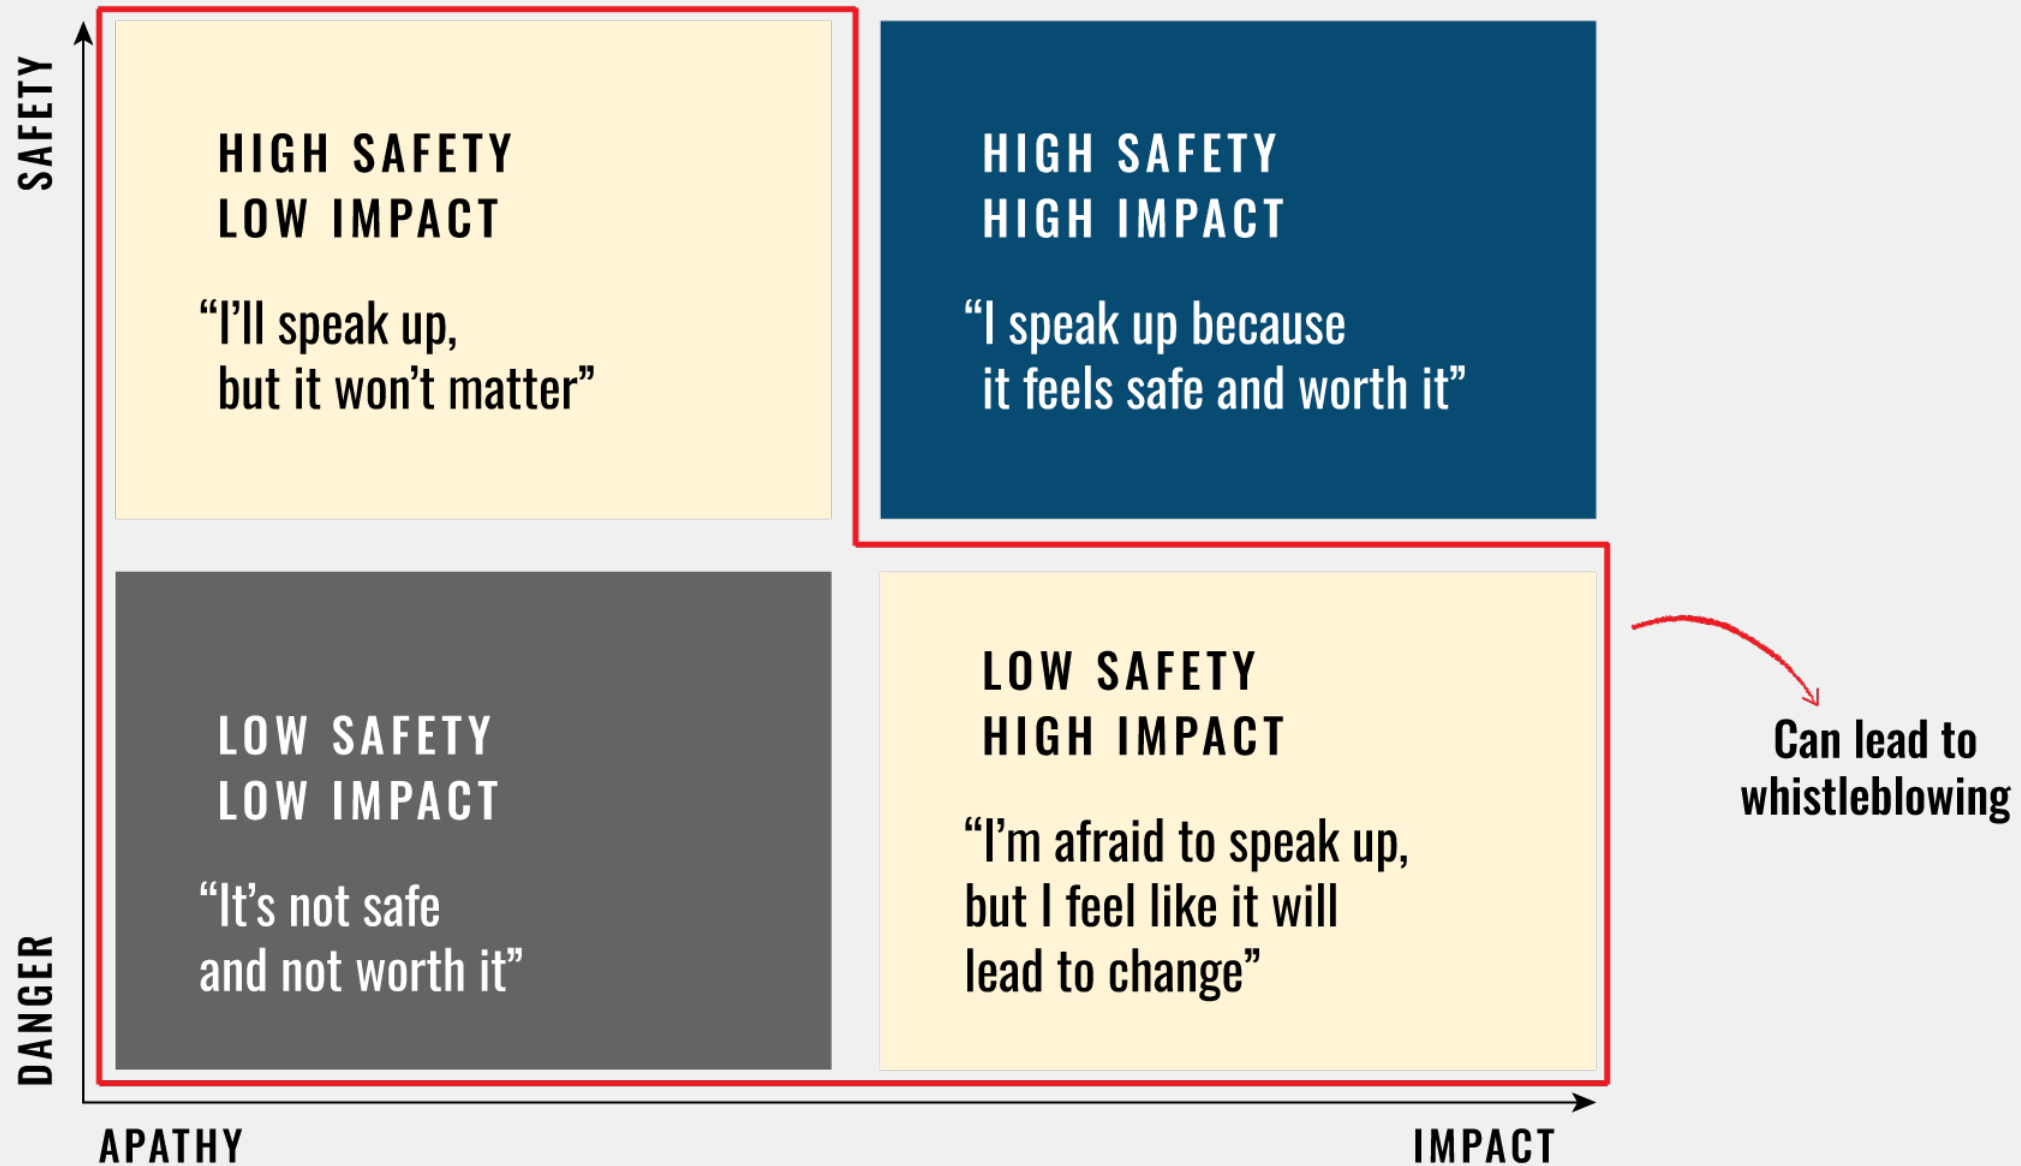 SAFETY
HIGH SAFETY
LOW IMPACT
“I’ll speak up,
but it won’t matter”
HIGH SAFETY
HIGH IMPACT
“I speak up because
it feels safe and worth it”
DANGER
LOW SAFETY
LOW IMPACT
“It’s not safe
and not worth it”
LOW SAFETY
HIGH IMPACT
“I’m afraid to speak up,
but I feel like it will
lead to change”
Can lead to
whistleblowing
APATHY
IMPACT